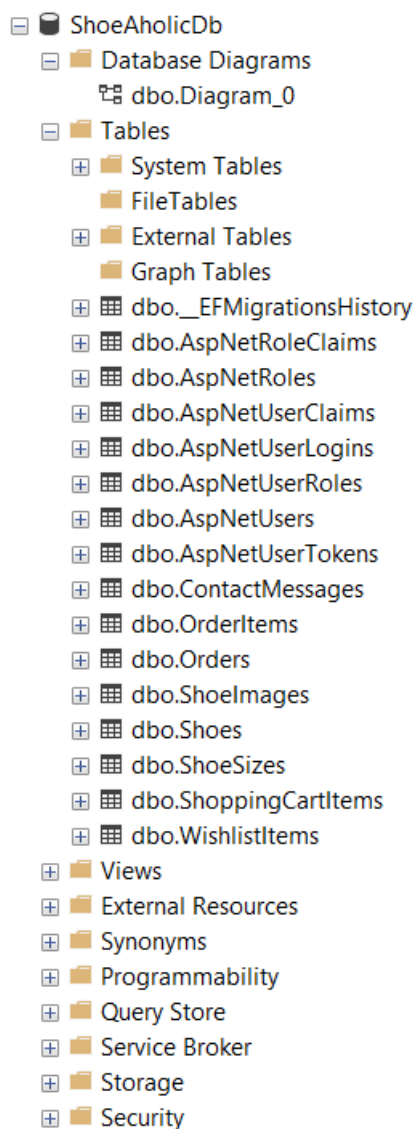 ShoeAholicDb
Database Diagrams
dbo.Diagram_0
Tables
System Tables
FileTables
External Tables
Graph Tables
dbo.__EFMigrationsHistory
dbo.AspNetRoleClaims
dbo.AspNetRoles
dbo.AspNetUserClaims
dbo.AspNetUserLogins
dbo.AspNetUserRoles
dbo.AspNetUsers
dbo.AspNetUserTokens
dbo.ContactMessages
dbo.OrderItems
dbo.Orders
dbo.ShoeImages
dbo.Shoes
dbo.ShoeSizes
dbo.ShoppingCartItems
dbo.WishlistItems
Views
External Resources
Synonyms
Programmability
Query Store
Service Broker
Storage
Security